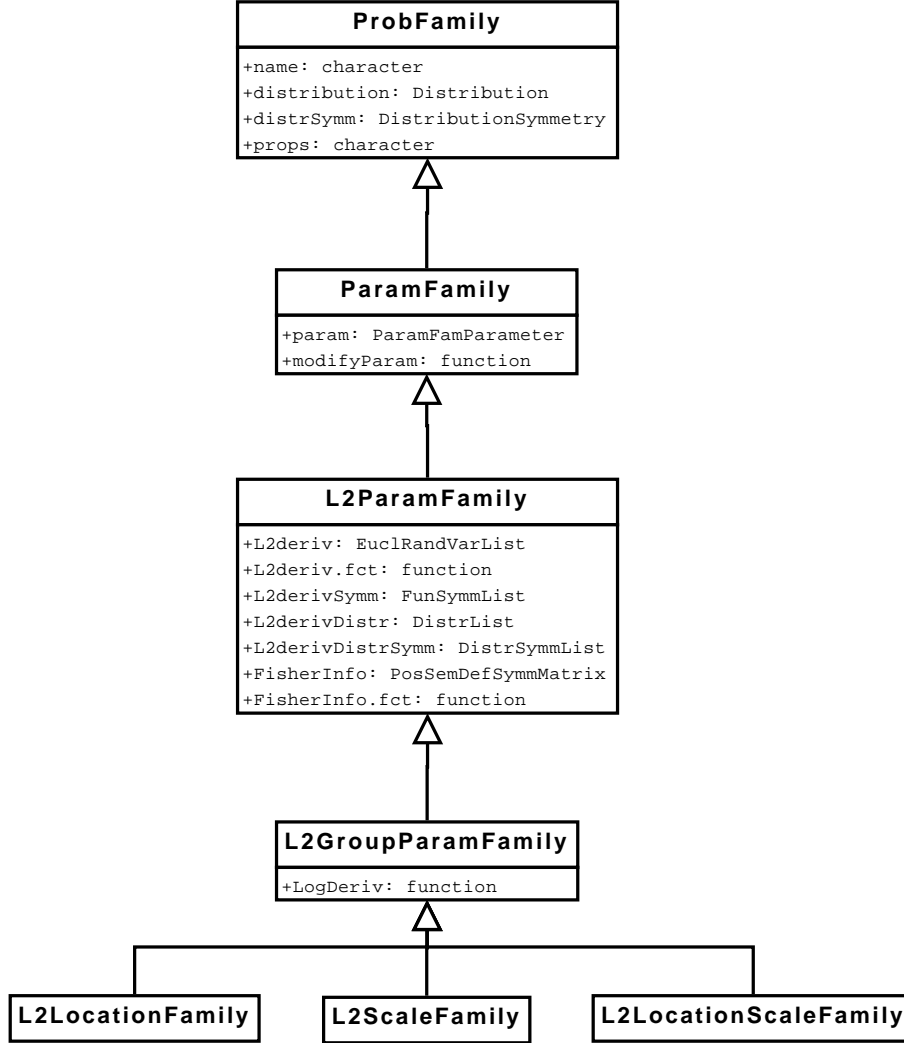 ProbFamily
+name: character
+distribution: Distribution
+distrSymm: DistributionSymmetry
+props: character
ParamFamily
+param: ParamFamParameter
+modifyParam: function
L2ParamFamily
+L2deriv: EuclRandVarList
+L2deriv.fct: function
+L2derivSymm: FunSymmList
+L2derivDistr: DistrList
+L2derivDistrSymm: DistrSymmList
+FisherInfo: PosSemDefSymmMatrix
+FisherInfo.fct: function
L2GroupParamFamily
+LogDeriv: function
L2LocationFamily
L2ScaleFamily
L2LocationScaleFamily